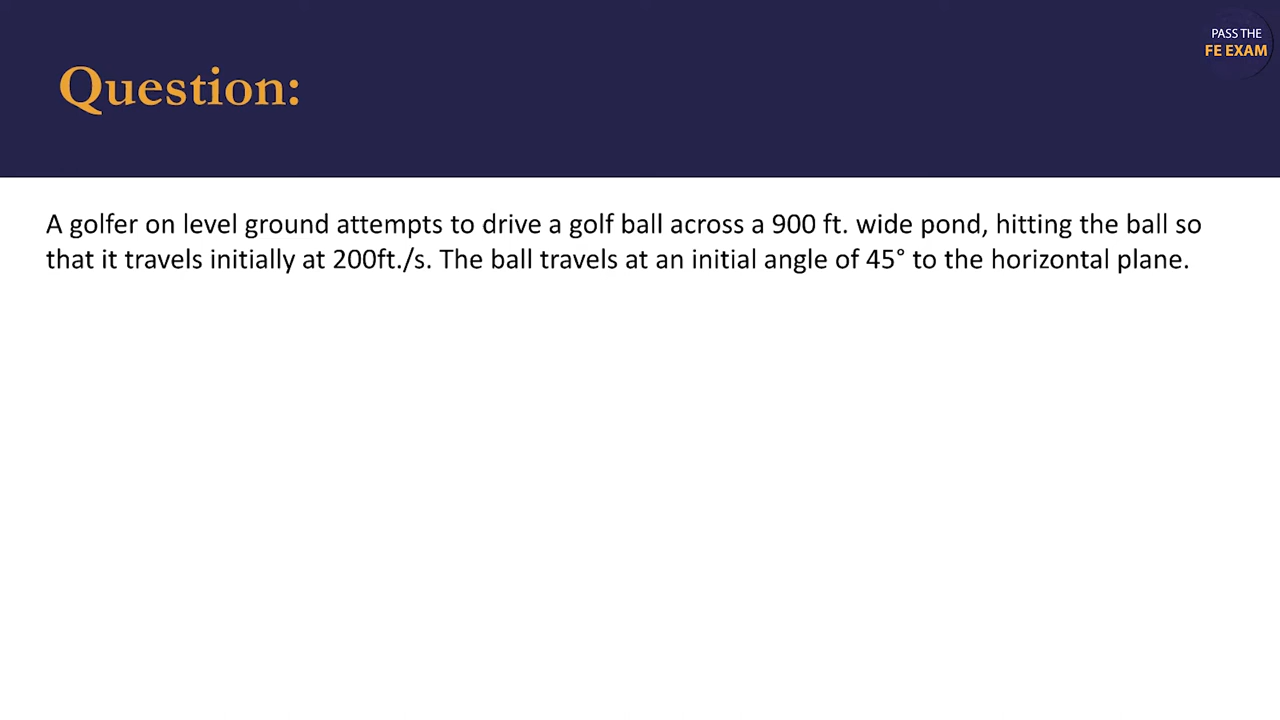 PASS THE
FE EXAM
Question:
A golfer on level ground attempts to drive a golf ball across a 900 ft. wide pond, hitting the ball so
that it travels initially at 200ft./s. The ball travels at an initial angle of 45° to the horizontal plane.